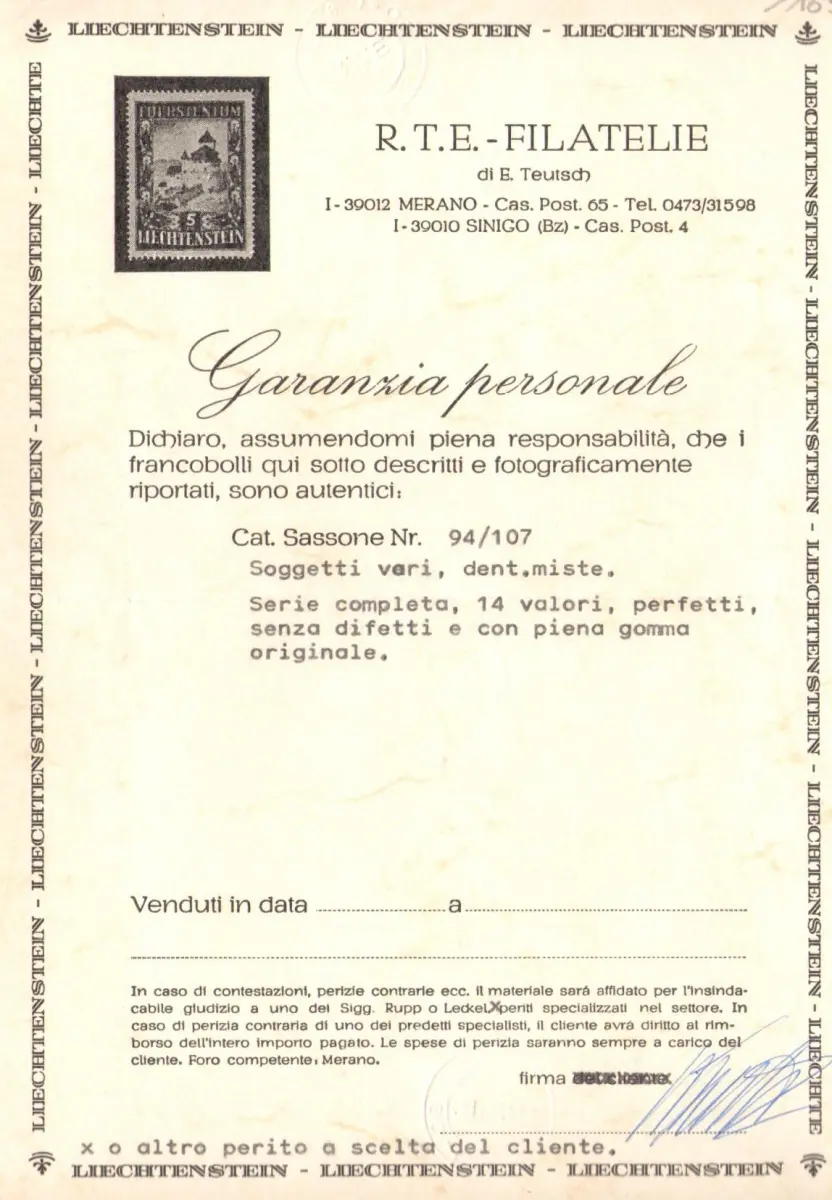 LIECHTENSTEIN - LIECHTENSTEIN - LIECHTENSTEIN
LIECHTENSTEIN - LIECHTENSTEIN - LIECHTENSTEIN - LIECHTENSTEIN - LIECHTE
LIECHTENSTEIN - LIECHTENSTEIN - LIECHTENSTEIN - LIECHTENSTEIN - LIECHTE
FUERSTENTUM
5
LIECHTENSTEIN
R. T. E. - FILATELIE
di E. Teutsch
I - 39012 MERANO - Cas. Post. 65 - Tel. 0473/31598
I - 39010 SINIGO (Bz) - Cas. Post. 4
Garanzia personale
Dichiaro, assumendomi piena responsabilità, che i
francobolli qui sotto descritti e fotograficamente
riportati, sono autentici:
Cat. Sassone Nr. 94/107
Soggetti vari, dent.miste.
Serie completa, 14 valori, perfetti,
senza difetti e con piena gomma
originale.
Venduti in data ........................ a ........................
In caso di contestazioni, perizie contrarie ecc. il materiale sarà affidato per l'insinda-
cabile giudizio a uno dei Sigg. Rupp o Leckel,X periti specializzati nel settore. In
caso di perizia contraria di uno dei predetti specialisti, il cliente avrà diritto al rim-
borso dell'intero importo pagato. Le spese di perizia saranno sempre a carico del
cliente. Foro competente: Merano.
firma
x o altro perito a scelta del cliente.
LIECHTENSTEIN - LIECHTENSTEIN - LIECHTENSTEIN